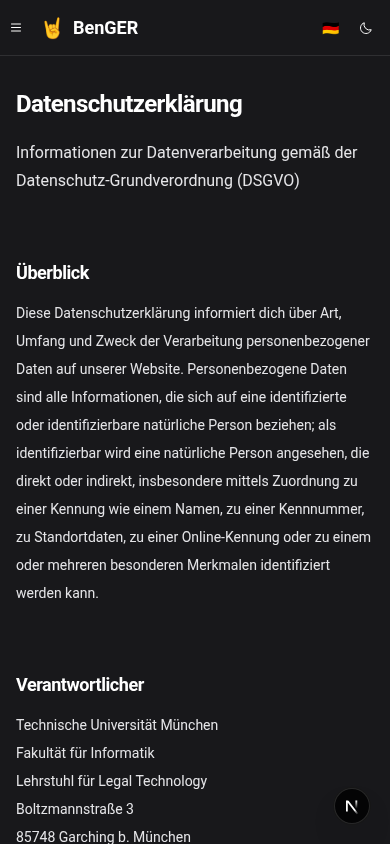 BenGER
Datenschutzerklärung
Informationen zur Datenverarbeitung gemäß der
Datenschutz-Grundverordnung (DSGVO)
Überblick
Diese Datenschutzerklärung informiert dich über Art,
Umfang und Zweck der Verarbeitung personenbezogener
Daten auf unserer Website. Personenbezogene Daten
sind alle Informationen, die sich auf eine identifizierte
oder identifizierbare natürliche Person beziehen; als
identifizierbar wird eine natürliche Person angesehen, die
direkt oder indirekt, insbesondere mittels Zuordnung zu
einer Kennung wie einem Namen, zu einer Kennnummer,
zu Standortdaten, zu einer Online-Kennung oder zu einem
oder mehreren besonderen Merkmalen identifiziert
werden kann.
Verantwortlicher
Technische Universität München
Fakultät für Informatik
Lehrstuhl für Legal Technology
Boltzmannstraße 3
N
85748 Garching b. München